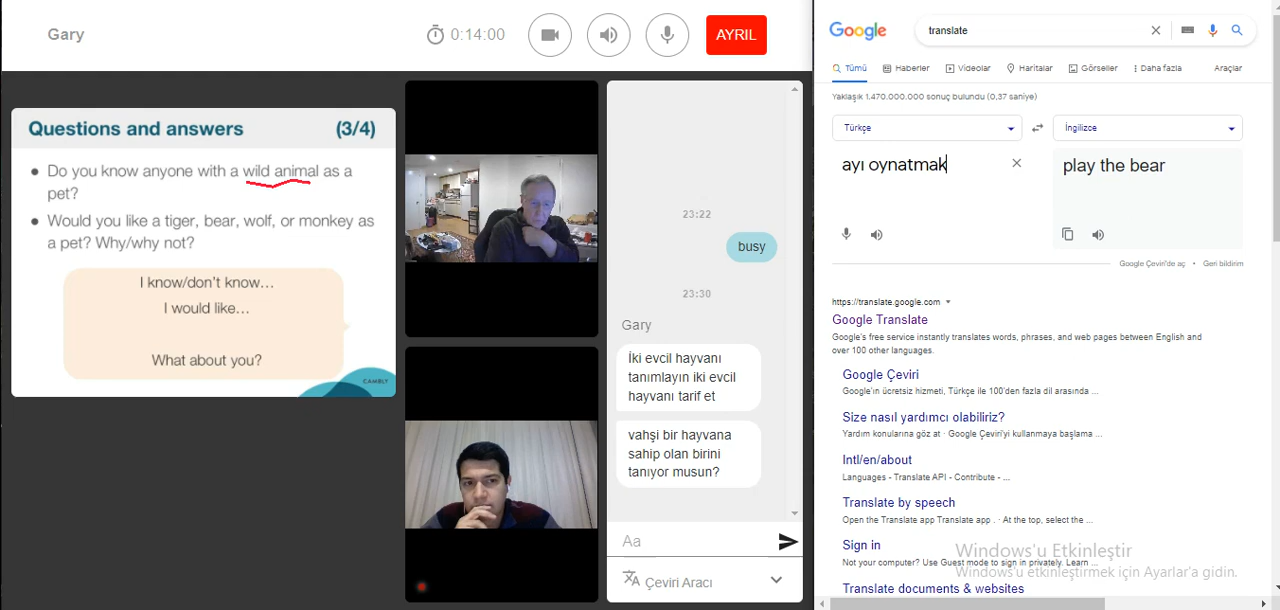 Gary
0:14:00
AYRIL
Questions and answers (3/4)
• Do you know anyone with a wild animal as a
pet?
• Would you like a tiger, bear, wolf, or monkey as
a pet? Why/why not?
I know/don't know...
I would like...
What about you?
CAMBLY
23:22
busy
23:30
Gary
İki evcil hayvanı
tanımlayın iki evcil
hayvanı tarif et
vahşi bir hayvana
sahip olan birini
tanıyor musun?
Aa
Çeviri Aracı
Google
translate
Tümü Haberler Videolar Haritalar Görseller Daha fazla Araçlar
Yaklaşık 1.470.000.000 sonuç bulundu (0,37 saniye)
Türkçe İngilizce
ayı oynatmak
play the bear
Google Çeviri'de aç • Geri bildirim
https://translate.google.com
Google Translate
Google's free service instantly translates words, phrases, and web pages between English and
over 100 other languages.
Google Çeviri
Google'ın ücretsiz hizmeti, Türkçe ile 100'den fazla dil arasında ...
Size nasıl yardımcı olabiliriz?
Yardım konularına göz at · Google Çeviri'yi kullanmaya başlama ...
Intl/en/about
Languages - Translate API - Contribute - ...
Translate by speech
Open the Translate app Translate app . · At the top, select the ...
Sign in
Not your computer? Use Guest mode to sign in privately. Learn ...
Windows'u Etkinleştir
Windows'u etkinleştirmek için Ayarlar'a gidin.
Translate documents & websites